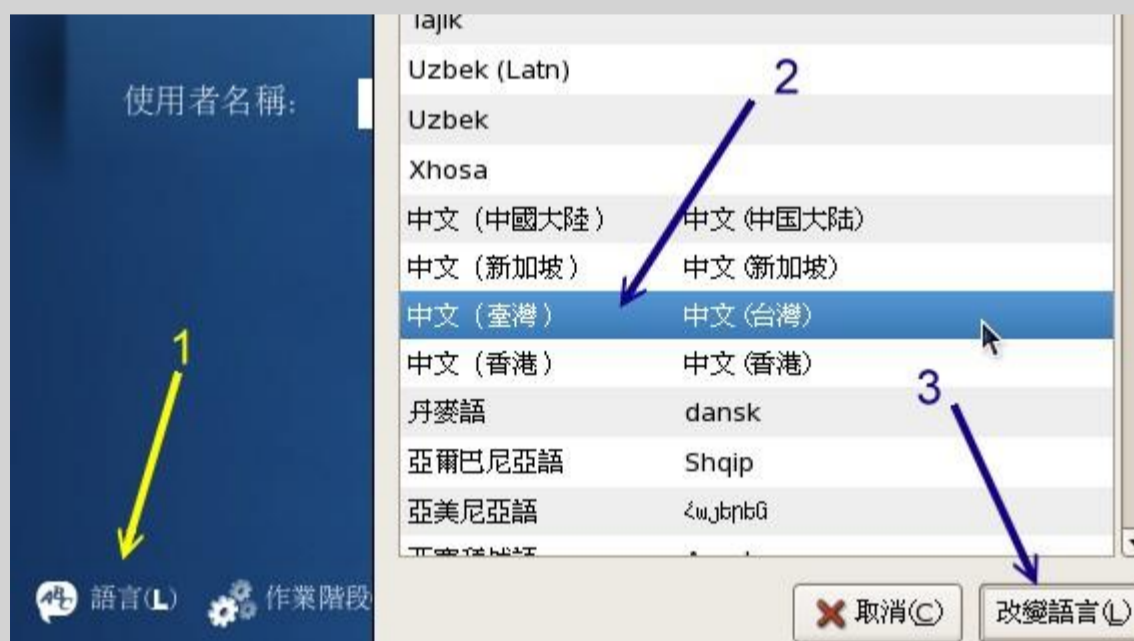 使用者名稱:
1
語言(L)
作業階段
Tajik
Uzbek (Latn)
2
Uzbek
Xhosa
中文 (中國大陸) 中文 (中国大陆)
中文 (新加坡) 中文 (新加坡)
中文 (臺灣) 中文 (台灣)
中文 (香港) 中文 (香港)
3
丹麥語 dansk
亞爾巴尼亞語 Shqip
亞美尼亞語 Հայերեն
取消(C)
改變語言(L)